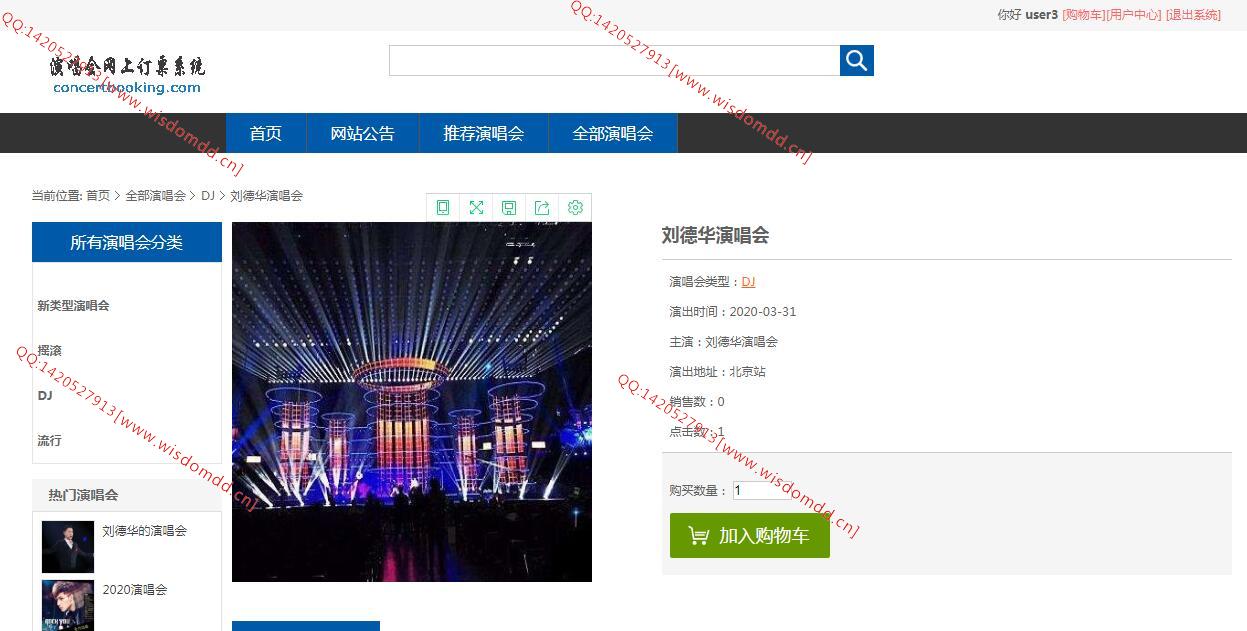 你好 user3 [购物车][用户中心] [退出系统]
演唱会网上订票系统
concertbooking.com
首页 网站公告 推荐演唱会 全部演唱会
当前位置: 首页 > 全部演唱会 > DJ > 刘德华演唱会
所有演唱会分类
新类型演唱会
摇滚
DJ
流行
热门演唱会
刘德华的演唱会
2020演唱会
刘德华演唱会
演唱会类型：DJ
演出时间：2020-03-31
主演：刘德华演唱会
演出地址：北京站
销售数：0
点击数：1
购买数量： 1
加入购物车
QQ:1420527913[www.wisdomdd.cn]
QQ:1420527913[www.wisdomdd.cn]
QQ:1420527913[www.wisdomdd.cn]
QQ:1420527913[www.wisdomdd.cn]